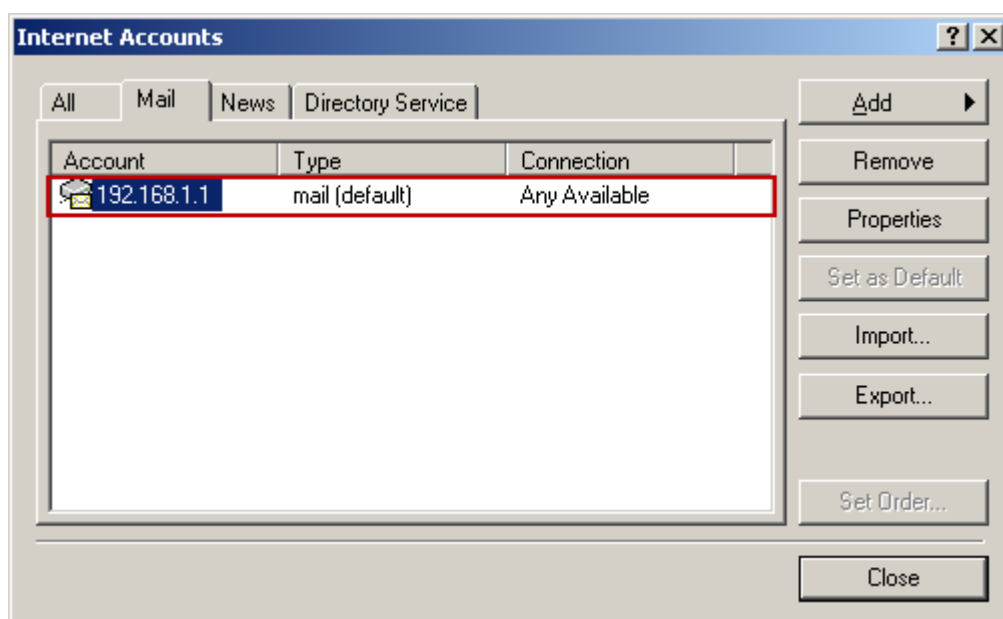 Internet Accounts
All Mail News Directory Service
Add
Account Type Connection
Remove
192.168.1.1 mail (default) Any Available
Properties
Set as Default
Import...
Export...
Set Order...
Close